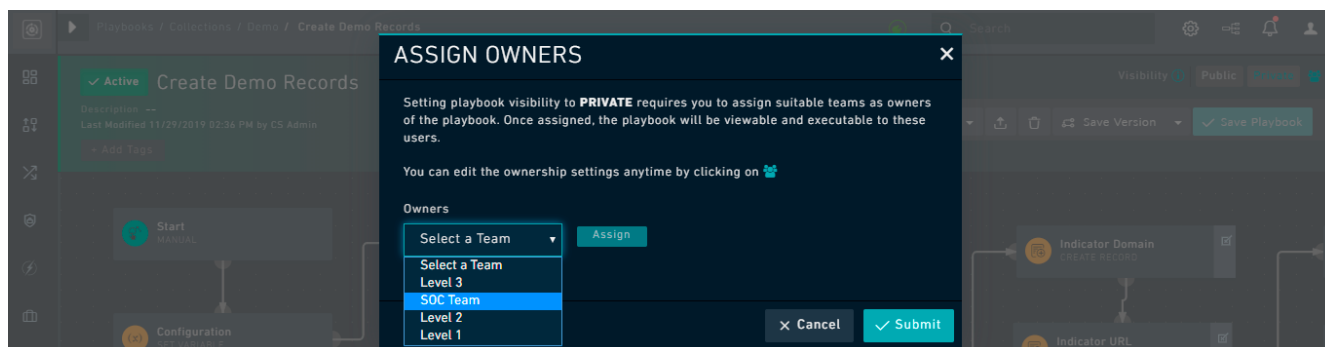 Playbooks / Collections / Demo / Create Demo Records
Search
ASSIGN OWNERS
Active
Create Demo Records
Visibility
Public
Private
Description --
Last Modified 11/29/2019 02:36 PM by CS Admin
+ Add Tags
Save Version
Save Playbook
Setting playbook visibility to PRIVATE requires you to assign suitable teams as owners
of the playbook. Once assigned, the playbook will be viewable and executable to these
users.
You can edit the ownership settings anytime by clicking on
Owners
Select a Team
Assign
Select a Team
Level 3
SOC Team
Level 2
Level 1
Cancel
Submit
Start
MANUAL
Configuration
SET VARIABLE
Indicator Domain
CREATE RECORD
Indicator URL